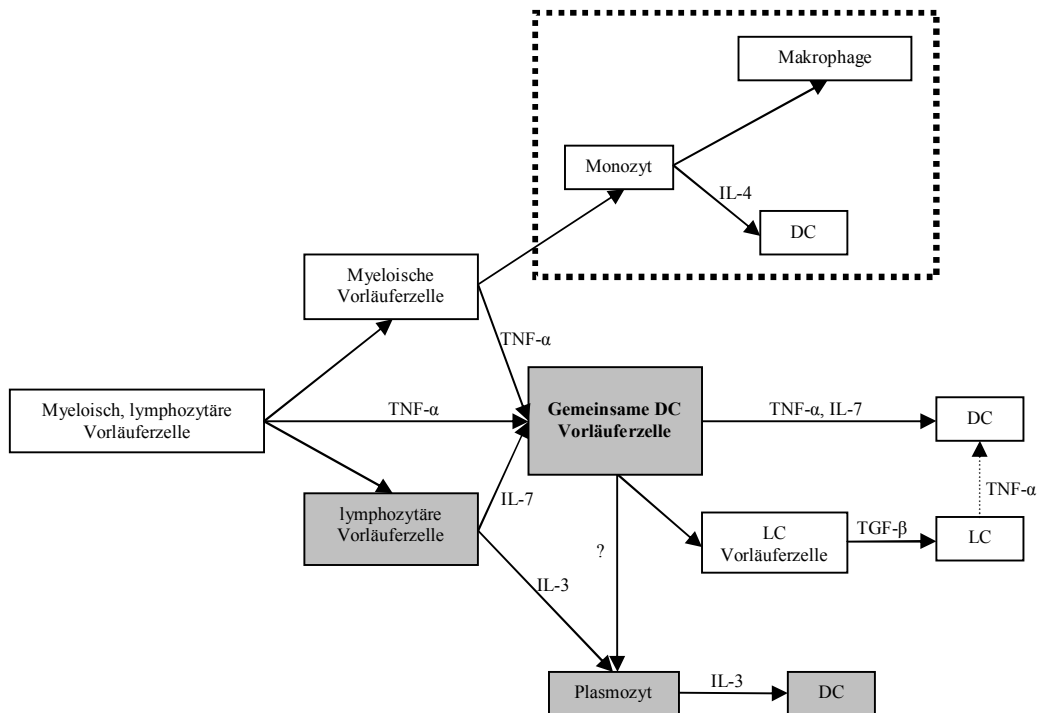 Makrophage
Monozyt
IL-4
DC
Myeloische
Vorläuferzelle
TNF-α
Myeloisch, lymphozytäre
Vorläuferzelle
TNF-α
Gemeinsame DC
Vorläuferzelle
TNF-α, IL-7
DC
TNF-α
IL-7
lymphozytäre
Vorläuferzelle
LC
Vorläuferzelle
TGF-β
LC
?
IL-3
Plasmozyt
IL-3
DC